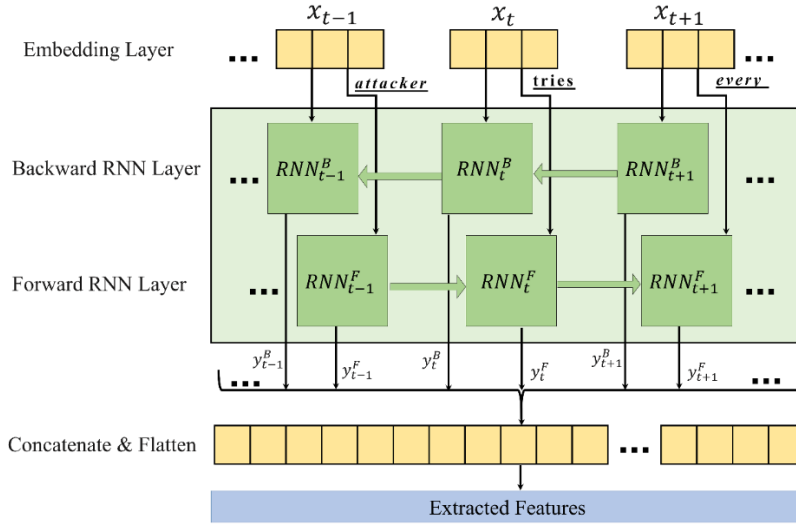 x_{t-1} x_t x_{t+1}
Embedding Layer ... ...
attacker tries every
Backward RNN Layer ... RNN^B_{t-1} RNN^B_t RNN^B_{t+1} ...
Forward RNN Layer ... RNN^F_{t-1} RNN^F_t RNN^F_{t+1} ...
y^B_{t-1} y^F_{t-1} y^B_t y^F_t y^B_{t+1} y^F_{t+1}
... ...
Concatenate & Flatten ...
Extracted Features